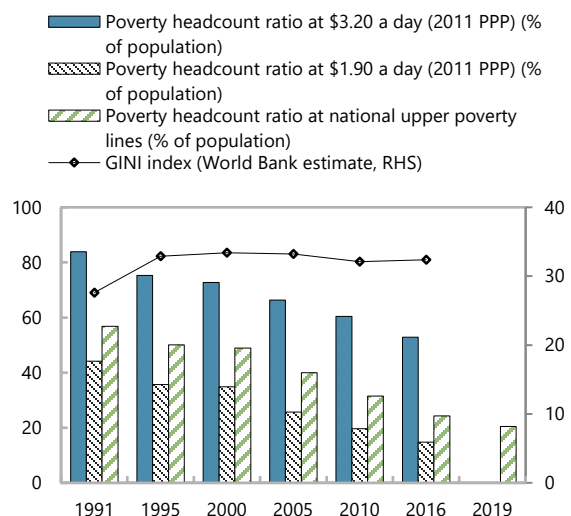 Poverty headcount ratio at $3.20 a day (2011 PPP) (%
of population)
Poverty headcount ratio at $1.90 a day (2011 PPP) (%
of population)
Poverty headcount ratio at national upper poverty
lines (% of population)
GINI index (World Bank estimate, RHS)
100 40
80
30
60
20
40
10
20
0 0
1991 1995 2000 2005 2010 2016 2019